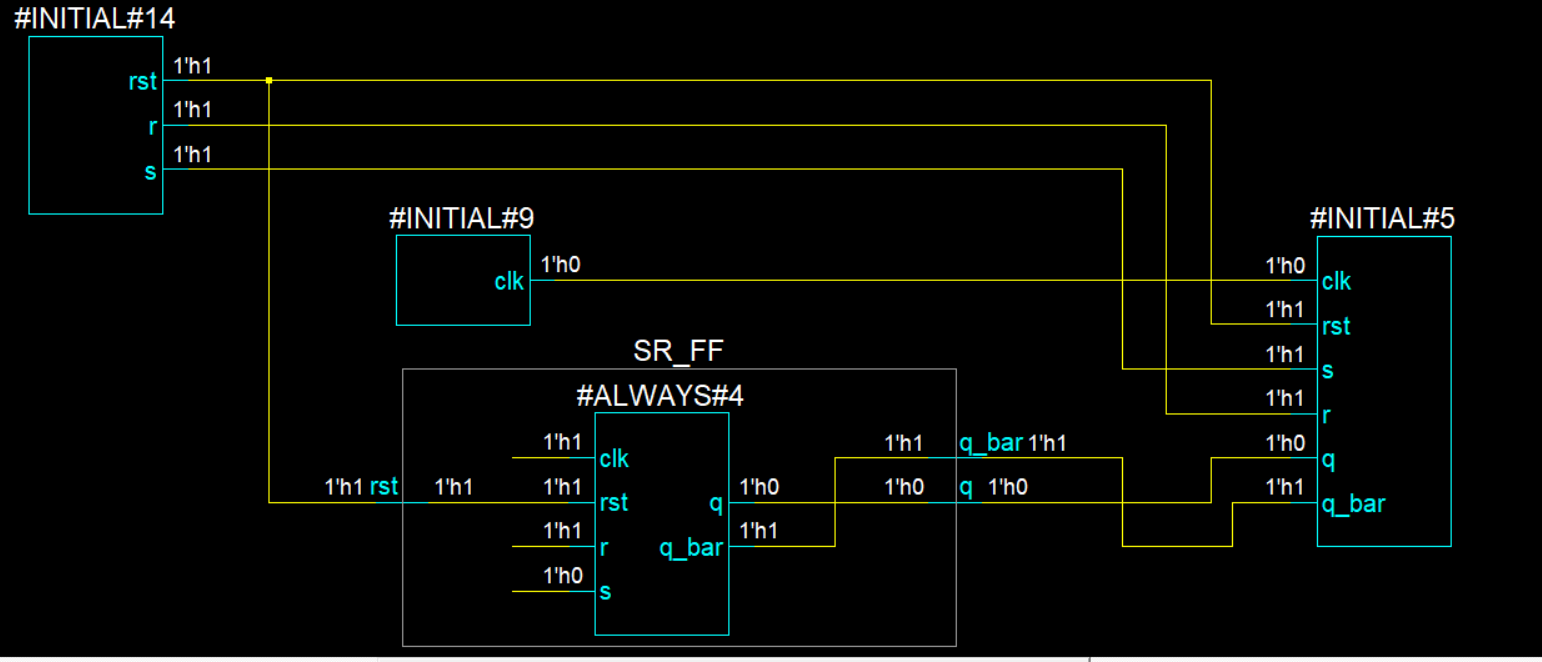 #INITIAL#14
1'h1
rst
1'h1
r
1'h1
s
#INITIAL#9
1'h0
clk
#INITIAL#5
1'h0
clk
1'h1
rst
1'h1
s
1'h1
r
1'h0
q
1'h1
q_bar
SR_FF
#ALWAYS#4
1'h1
clk
1'h1 rst 1'h1 1'h1
rst
1'h1
r
1'h0
s
q 1'h0
q_bar 1'h1
1'h1 q_bar 1'h1
1'h0 q 1'h0